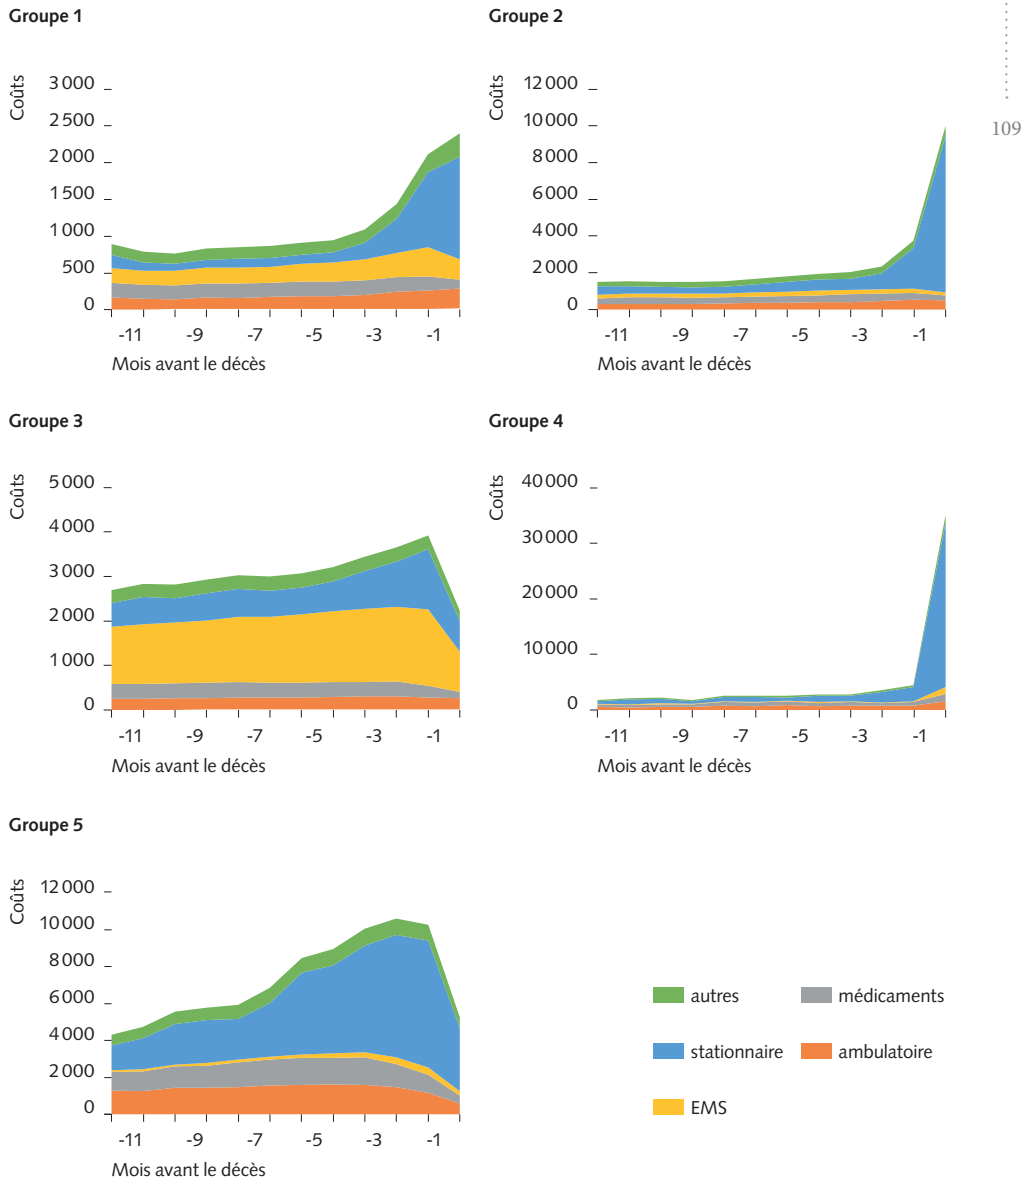 Groupe 1
Coûts
3 000
2 500
2 000
1 500
1 000
500
0
-11 -9 -7 -5 -3 -1
Mois avant le décès
Groupe 2
Coûts
12 000
10 000
8 000
6 000
4 000
2 000
0
-11 -9 -7 -5 -3 -1
Mois avant le décès
109
Groupe 3
Coûts
5 000
4 000
3 000
2 000
1 000
0
-11 -9 -7 -5 -3 -1
Mois avant le décès
Groupe 4
Coûts
40 000
30 000
20 000
10 000
0
-11 -9 -7 -5 -3 -1
Mois avant le décès
Groupe 5
Coûts
12 000
10 000
8 000
6 000
4 000
2 000
0
-11 -9 -7 -5 -3 -1
Mois avant le décès
autres
médicaments
stationnaire
ambulatoire
EMS